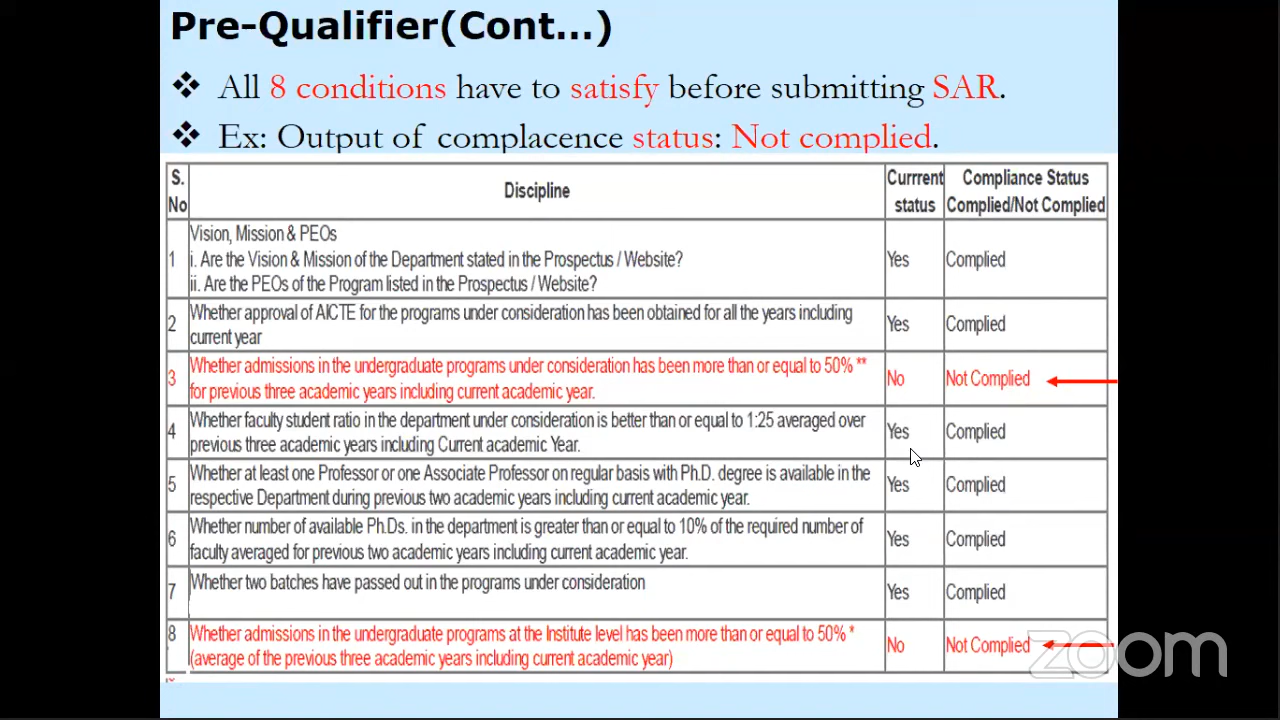 Pre-Qualifier(Cont...)
❖ All 8 conditions have to satisfy before submitting SAR.
❖ Ex: Output of complacence status: Not complied.
S. No
Discipline
Currrent status
Compliance Status Complied/Not Complied
1
Vision, Mission & PEOs
i. Are the Vision & Mission of the Department stated in the Prospectus / Website?
ii. Are the PEOs of the Program listed in the Prospectus / Website?
Yes
Complied
2
Whether approval of AICTE for the programs under consideration has been obtained for all the years including
current year
Yes
Complied
3
Whether admissions in the undergraduate programs under consideration has been more than or equal to 50% **
for previous three academic years including current academic year.
No
Not Complied
4
Whether faculty student ratio in the department under consideration is better than or equal to 1:25 averaged over
previous three academic years including Current academic Year.
Yes
Complied
5
Whether at least one Professor or one Associate Professor on regular basis with Ph.D. degree is available in the
respective Department during previous two academic years including current academic year.
Yes
Complied
6
Whether number of available Ph.Ds. in the department is greater than or equal to 10% of the required number of
faculty averaged for previous two academic years including current academic year.
Yes
Complied
7
Whether two batches have passed out in the programs under consideration
Yes
Complied
8
Whether admissions in the undergraduate programs at the Institute level has been more than or equal to 50% *
(average of the previous three academic years including current academic year)
No
Not Complied
zoom